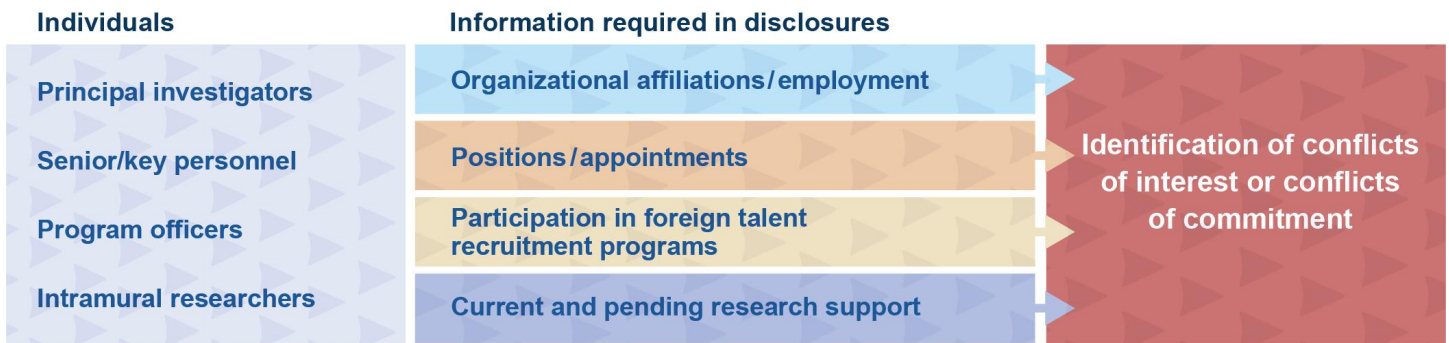 Individuals
Information required in disclosures
Principal investigators
Senior/key personnel
Program officers
Intramural researchers
Organizational affiliations/employment
Positions/appointments
Participation in foreign talent
recruitment programs
Current and pending research support
Identification of conflicts
of interest or conflicts
of commitment